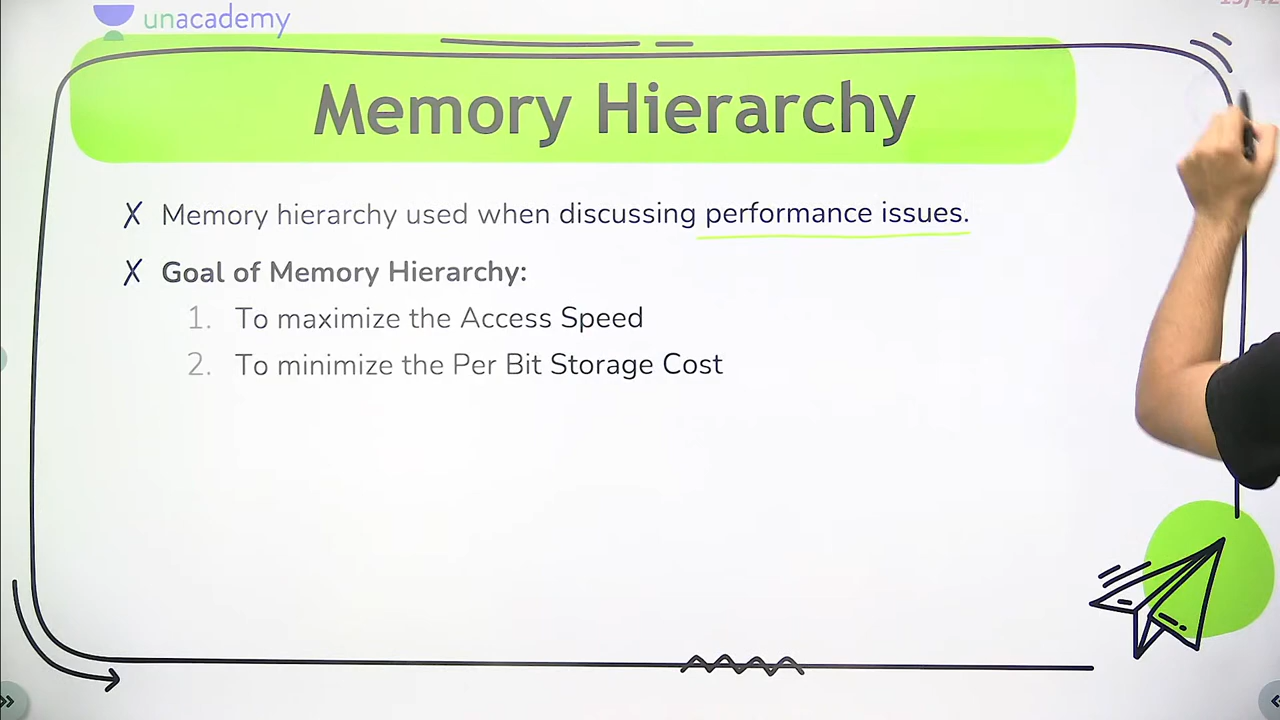 unacademy
Memory Hierarchy
X Memory hierarchy used when discussing performance issues.
X Goal of Memory Hierarchy:
1. To maximize the Access Speed
2. To minimize the Per Bit Storage Cost